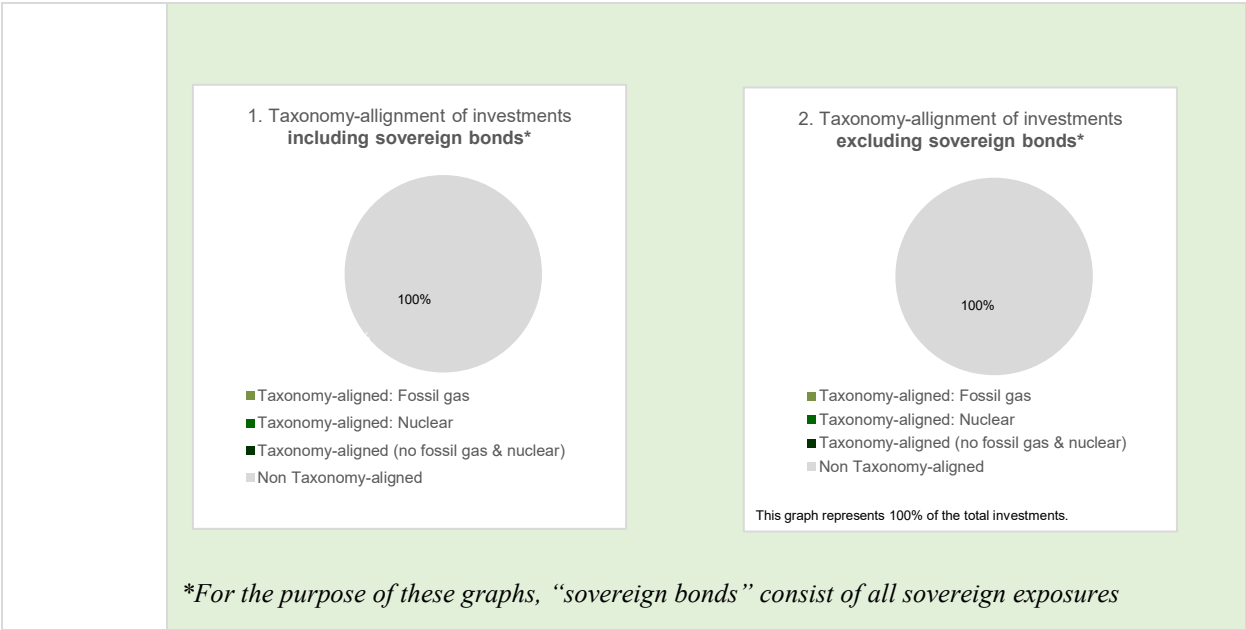 1. Taxonomy-allignment of investments
including sovereign bonds*
100%
Taxonomy-aligned: Fossil gas
Taxonomy-aligned: Nuclear
Taxonomy-aligned (no fossil gas & nuclear)
Non Taxonomy-aligned
2. Taxonomy-allignment of investments
excluding sovereign bonds*
100%
Taxonomy-aligned: Fossil gas
Taxonomy-aligned: Nuclear
Taxonomy-aligned (no fossil gas & nuclear)
Non Taxonomy-aligned
This graph represents 100% of the total investments.
*For the purpose of these graphs, “sovereign bonds” consist of all sovereign exposures